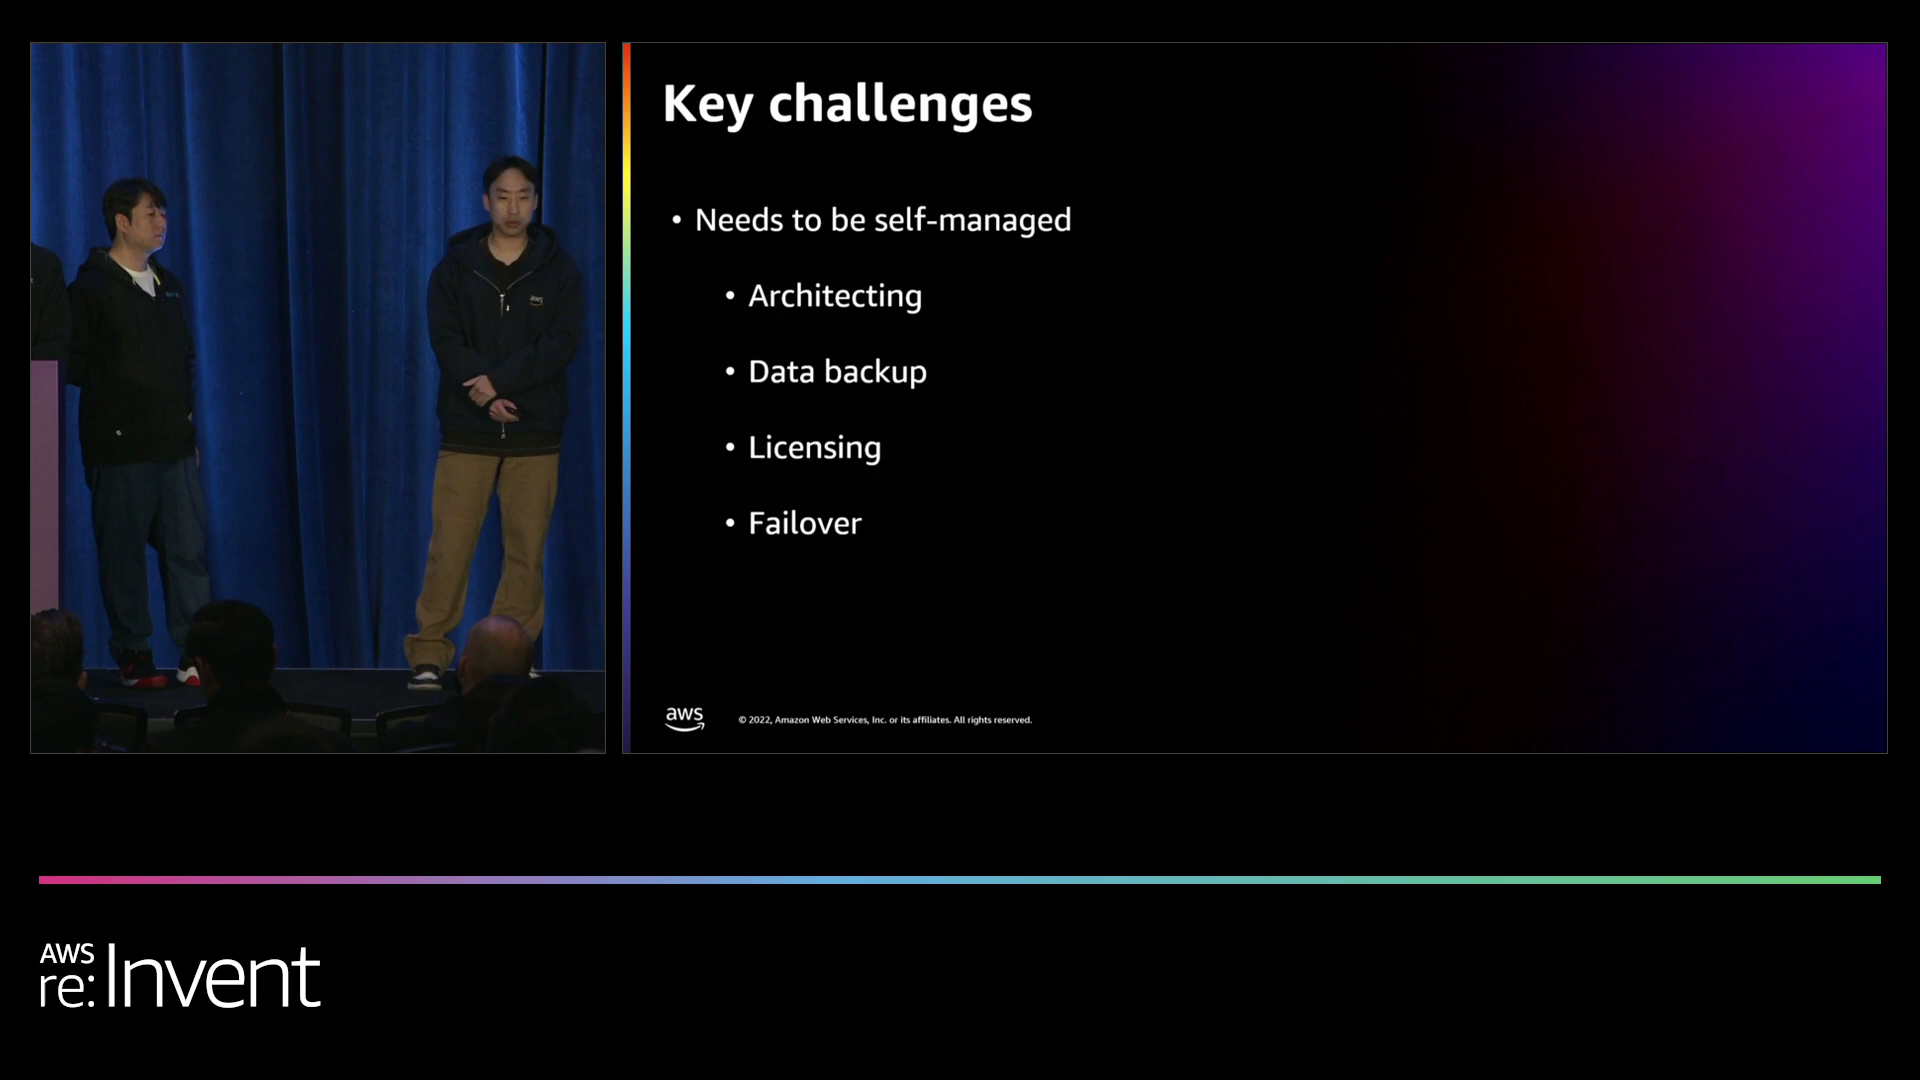 Key challenges
• Needs to be self-managed
• Architecting
• Data backup
• Licensing
• Failover
aws
© 2022, Amazon Web Services, Inc. or its affiliates. All rights reserved.
aws
AWS
re:Invent